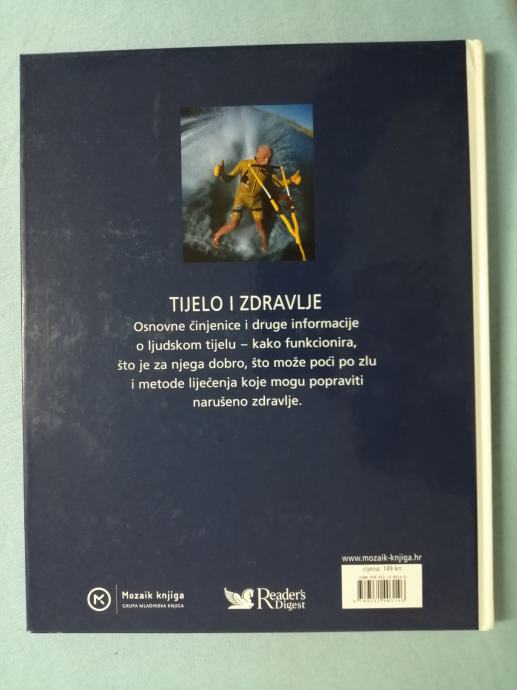 TIJELO I ZDRAVLJE
Osnovne činjenice i druge informacije
o ljudskom tijelu – kako funkcionira,
što je za njega dobro, što može poći po zlu
i metode liječenja koje mogu popraviti
narušeno zdravlje.
www.mozaik-knjiga.hr
cijena: 149 kn
Mozaik knjiga
GRUPA MLADINSKA KNJIGA
Reader's
Digest